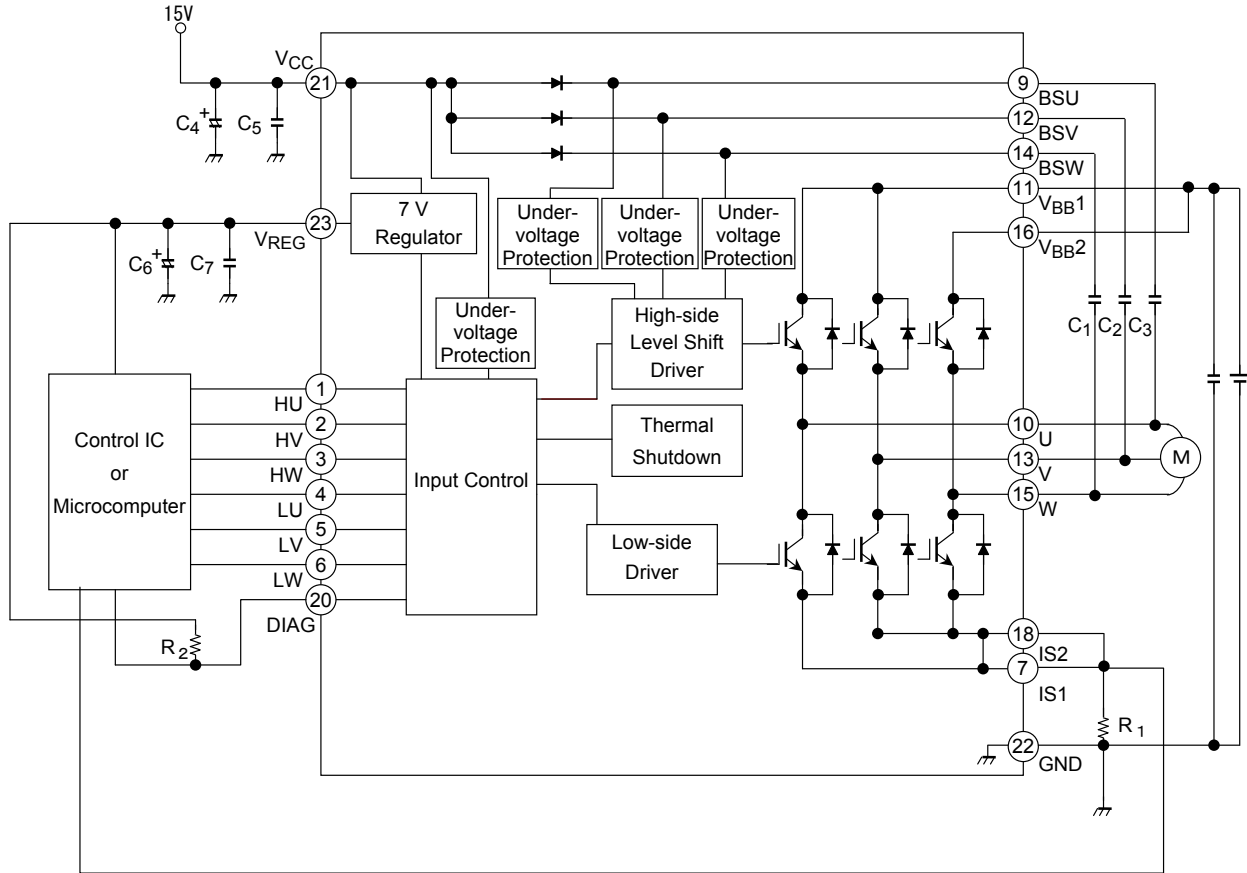 15V
VCC
21
C4
+
C5
9
BSU
12
BSV
14
BSW
11
VBB1
16
VBB2
23
VREG
7 V
Regulator
C6
+
C7
Under-
voltage
Protection
Under-
voltage
Protection
Under-
voltage
Protection
Under-
voltage
Protection
High-side
Level Shift
Driver
C1
C2
C3
Control IC
or
Microcomputer
1
HU
2
HV
3
HW
4
LU
5
LV
6
LW
20
DIAG
Input Control
Thermal
Shutdown
Low-side
Driver
10
U
13
V
15
W
M
R2
18
IS2
7
IS1
R1
22
GND